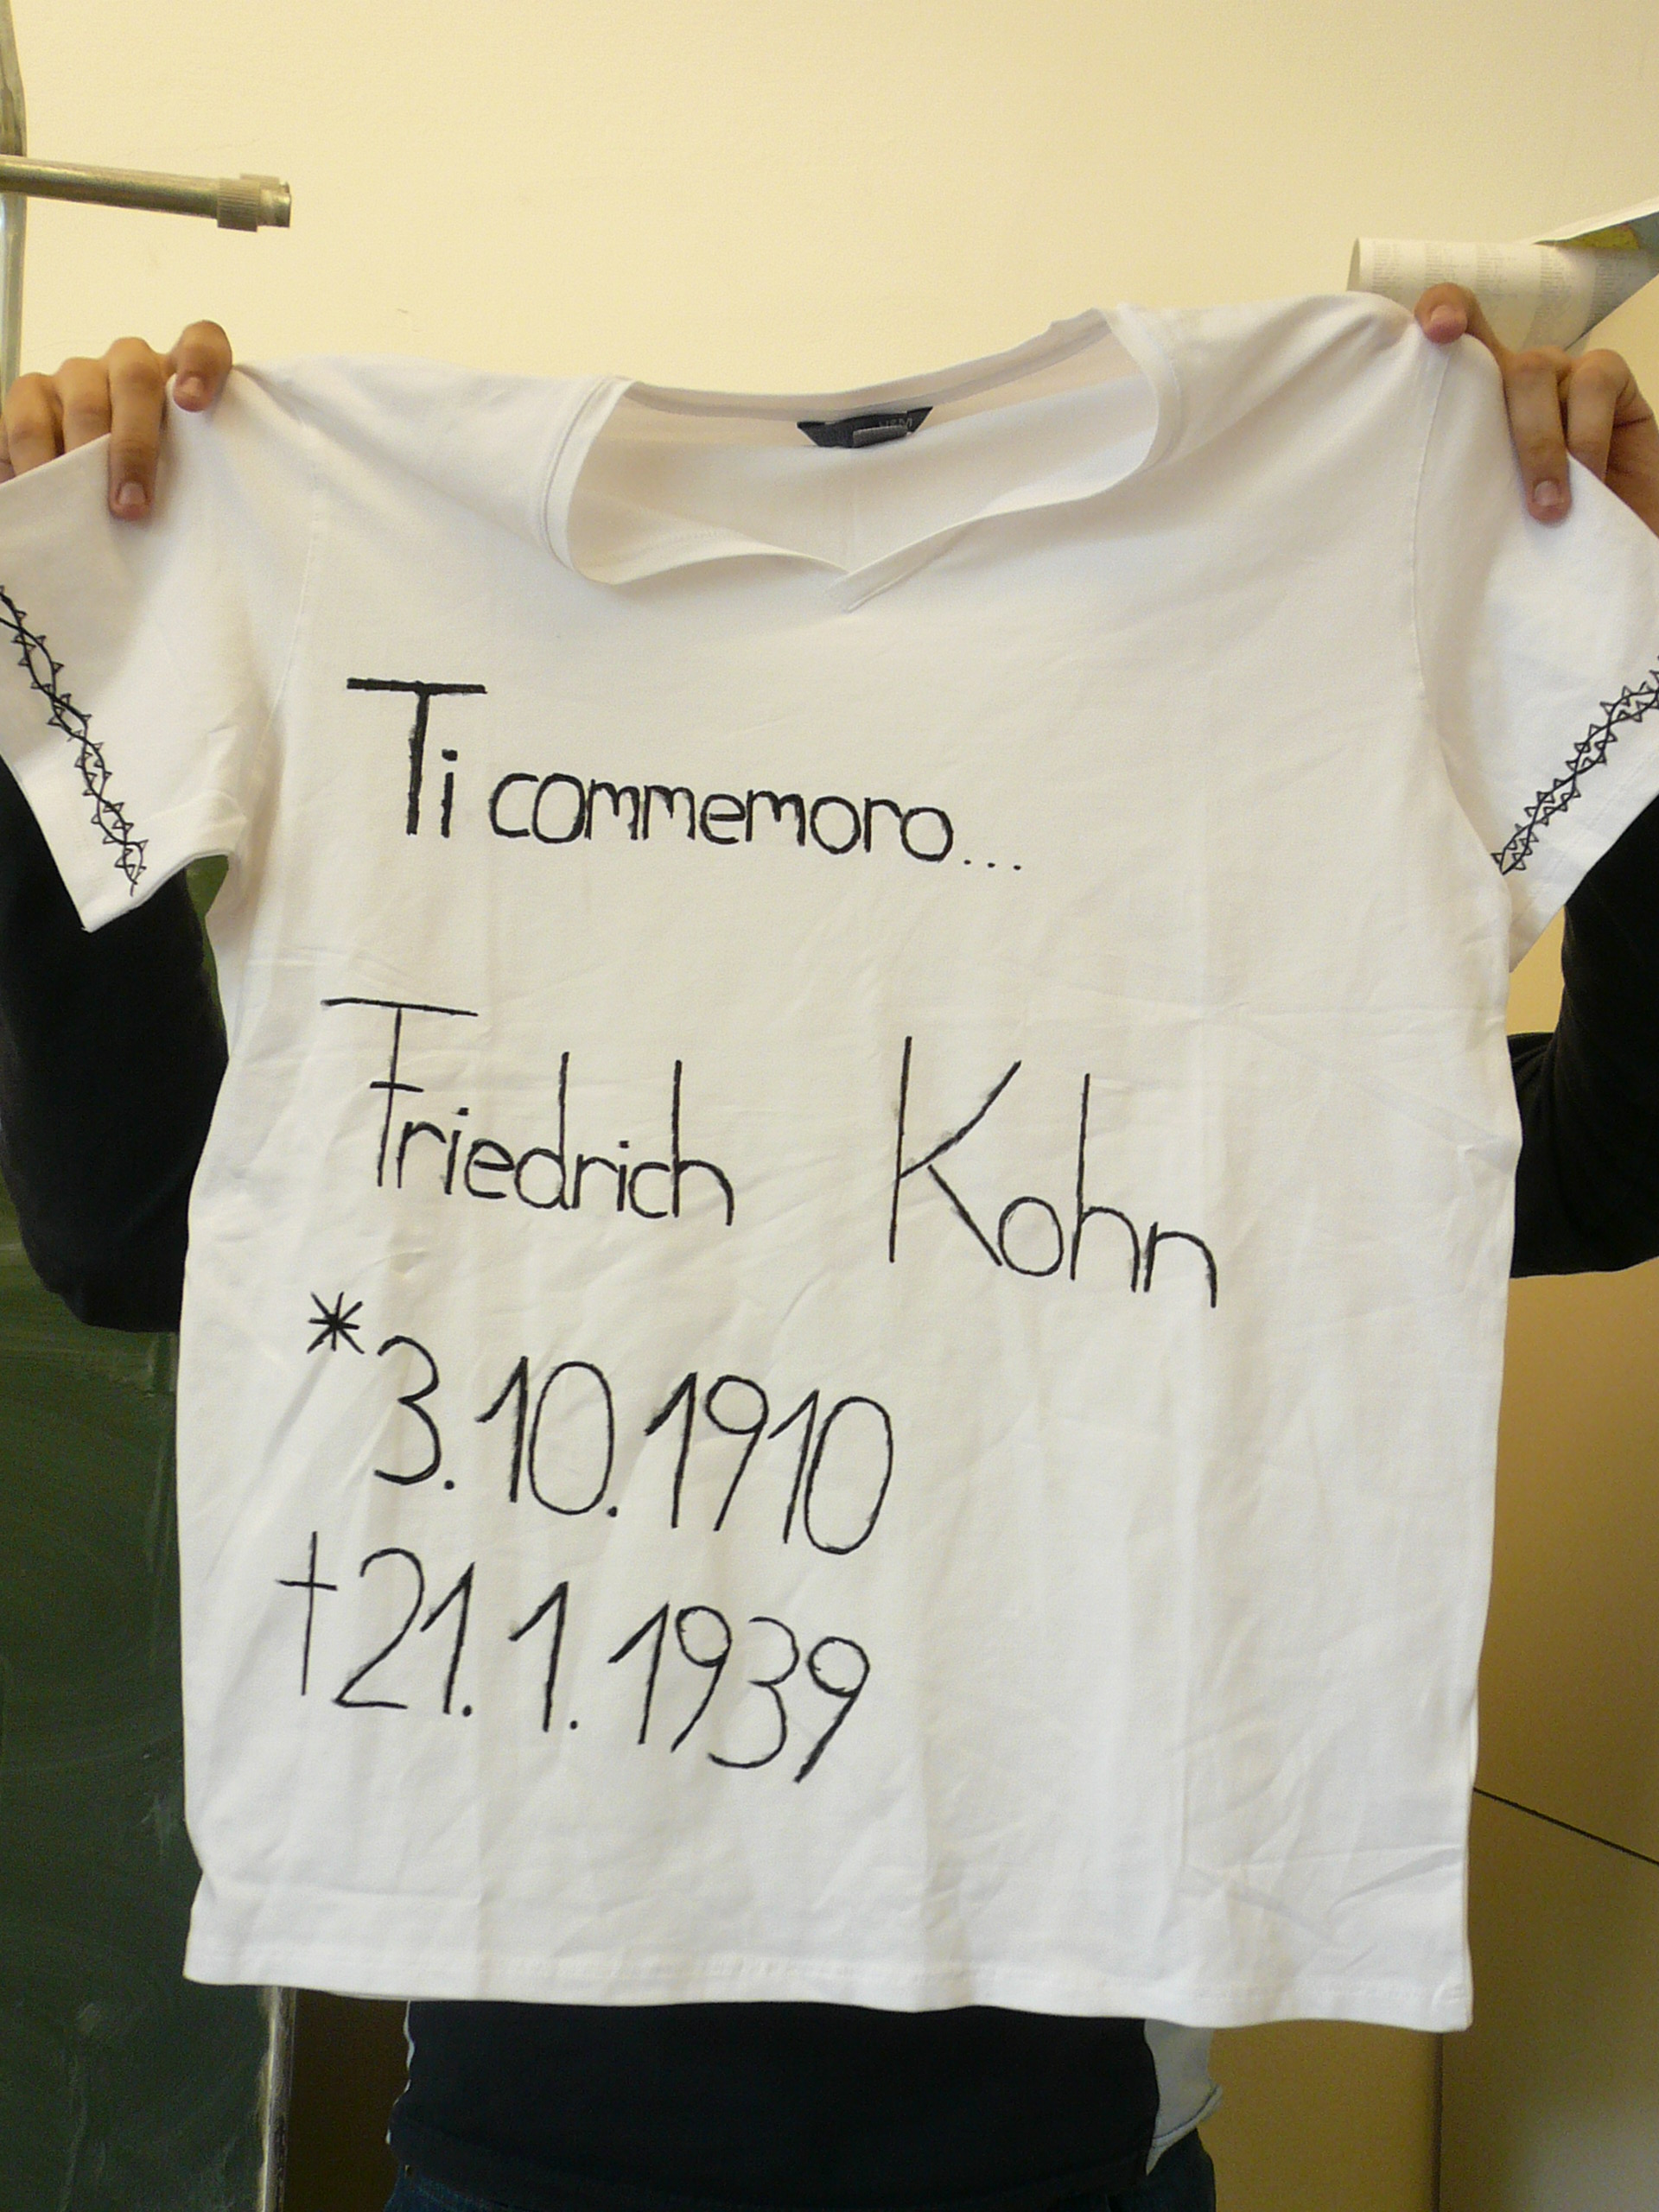 Ti commemoro...
Friedrich Kohn
*3.10.1910
†21.1.1939